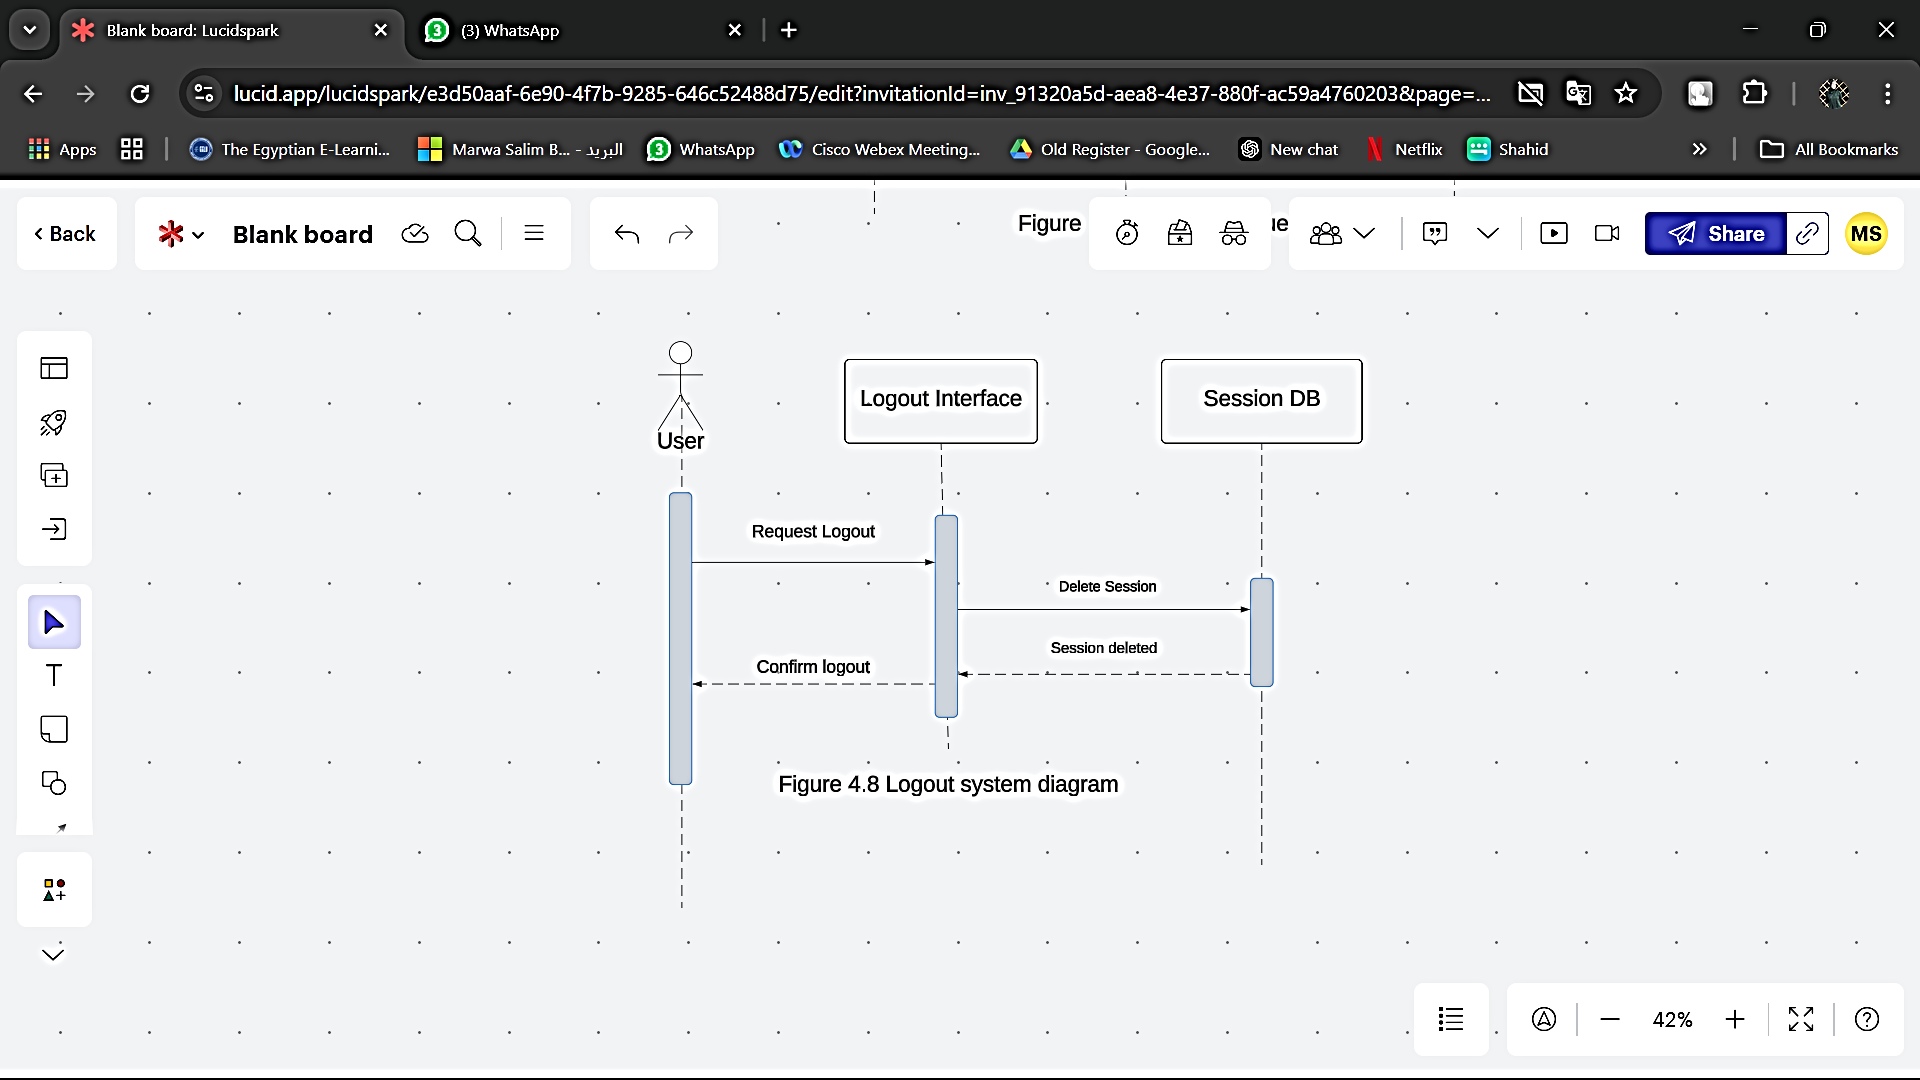 Blank board: Lucidspark
(3) WhatsApp
lucid.app/lucidspark/e3d50aaf-6e90-4f7b-9285-646c52488d75/edit?invitationId=inv_91320a5d-aea8-4e37-880f-ac59a4760203&page=...
Apps
The Egyptian E-Learni...
Marwa Salim B... - البريد
WhatsApp
Cisco Webex Meeting...
Old Register - Google...
New chat
Netflix
Shahid
All Bookmarks
Back
Blank board
Figure
ue
Share
MS
User
Logout Interface
Session DB
Request Logout
Delete Session
Session deleted
Confirm logout
Figure 4.8 Logout system diagram
42%